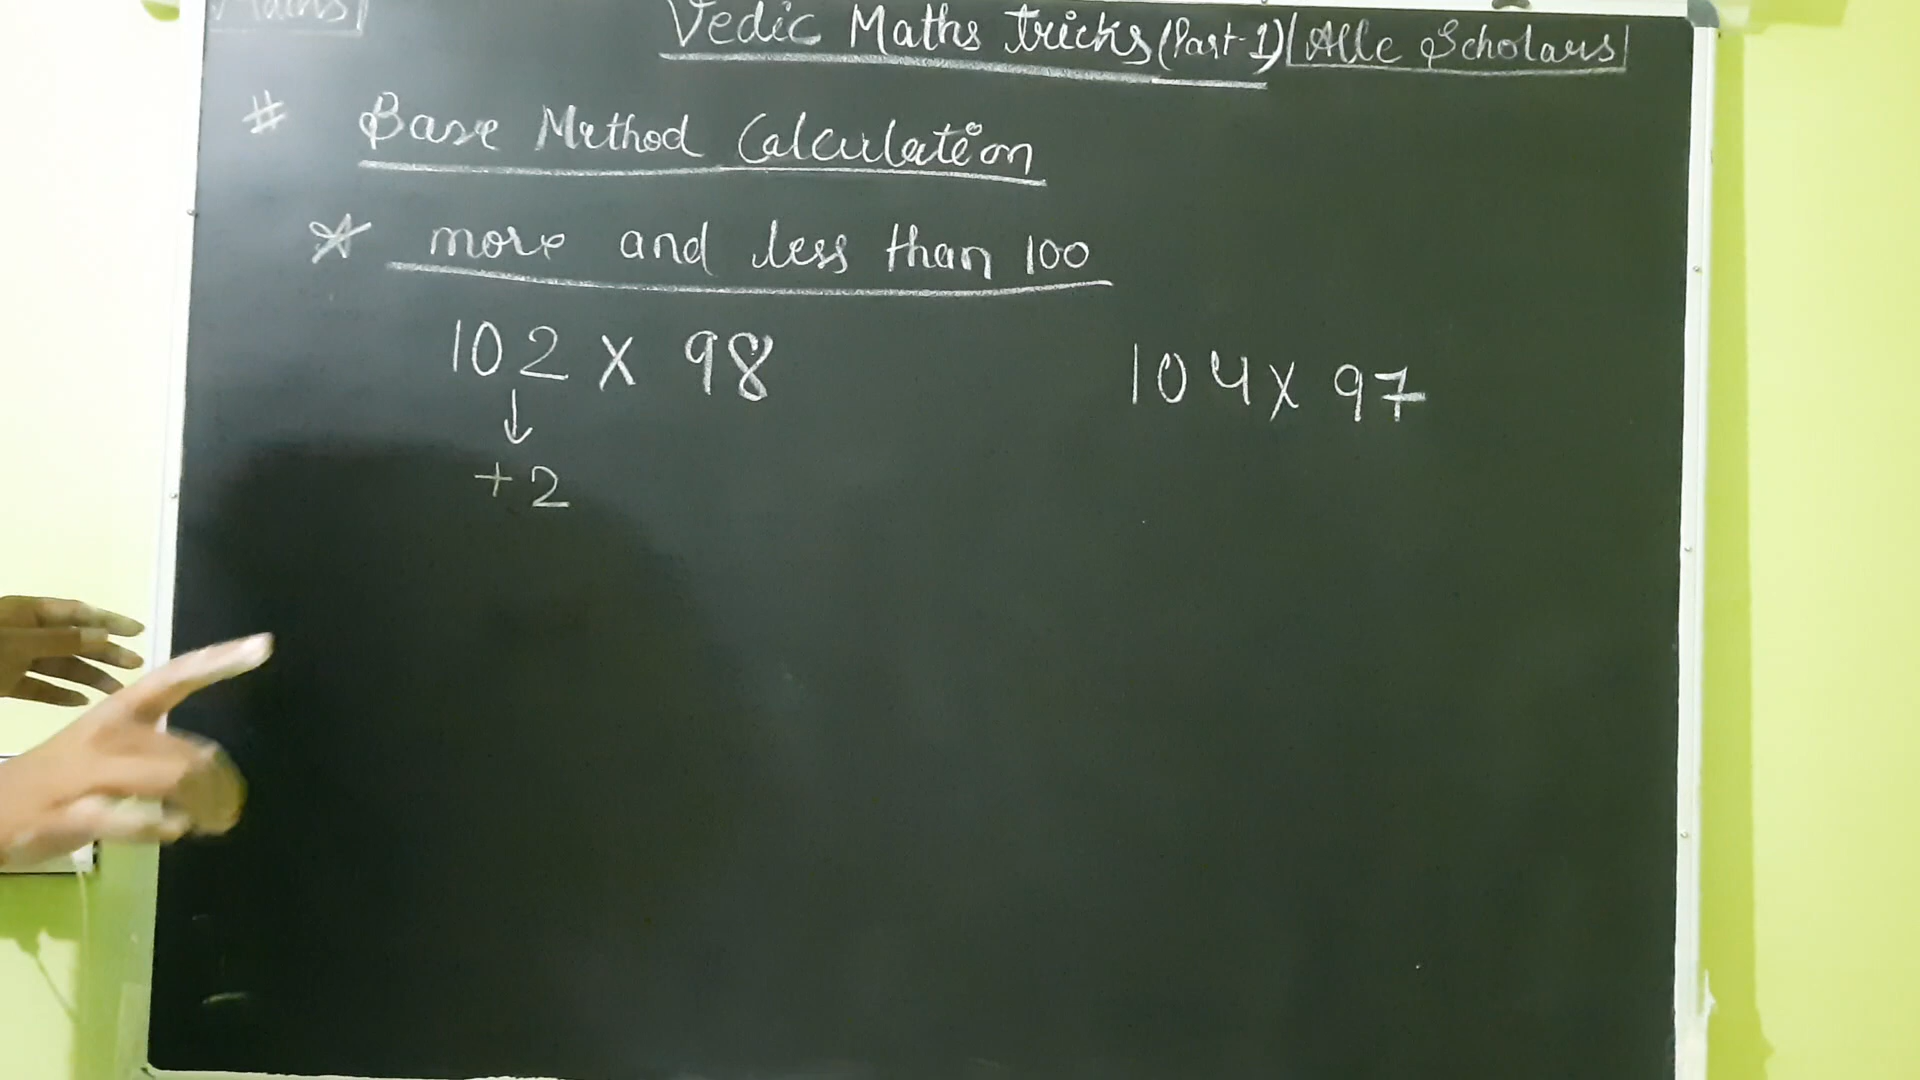 Maths
Vedic Maths tricks (Part-1) Alle Scholars
# Base Method Calculation
* more and less than 100
102 x 98
104 x 97
↓
+2